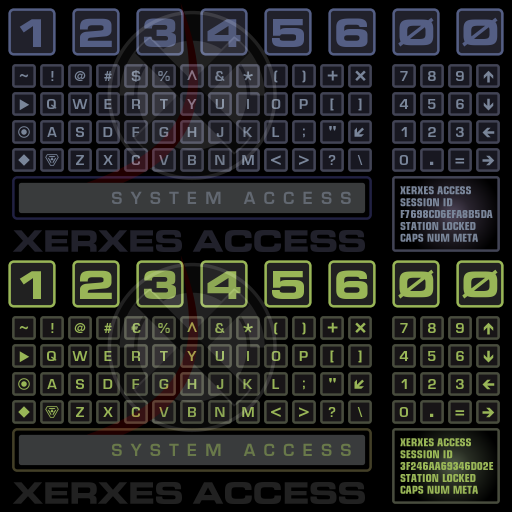 1 2 3 4 5 6 Ø Ø
~ ! @ # $ % ^ & * ( ) + × 7 8 9 ↑
▶ Q W E R T Y U I O P [ ] 4 5 6 ↓
A S D F G H J K L ; " ↙ 1 2 3 ←
◆ Z X C V B N M < > ? \ 0 . = →
SYSTEM ACCESS
XERXES ACCESS
SESSION ID
F7698CD6EFA8B5DA
STATION LOCKED
CAPS NUM META
XERXES ACCESS
1 2 3 4 5 6 Ø Ø
~ ! @ # € % ^ & * ( ) + × 7 8 9 ↑
▶ Q W E R T Y U I O P [ ] 4 5 6 ↓
A S D F G H J K L ; " ↙ 1 2 3 ←
◆ Z X C V B N M < > ? \ 0 . = →
SYSTEM ACCESS
XERXES ACCESS
SESSION ID
3F246AA69346D02E
STATION LOCKED
CAPS NUM META
XERXES ACCESS